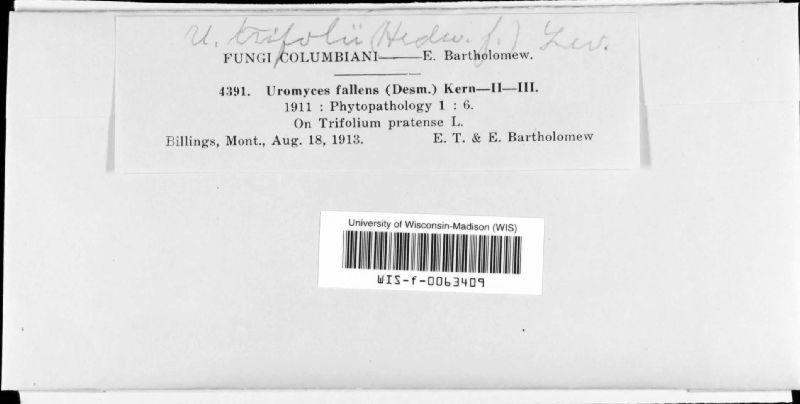 U. trifolii (Hedw. f.) Lev.
FUNGI COLUMBIANI——E. Bartholomew.
4391. Uromyces fallens (Desm.) Kern—II—III.
1911 : Phytopathology 1 : 6.
On Trifolium pratense L.
Billings, Mont., Aug. 18, 1913. E. T. & E. Bartholomew
University of Wisconsin-Madison (WIS)
WIS-f-0063409